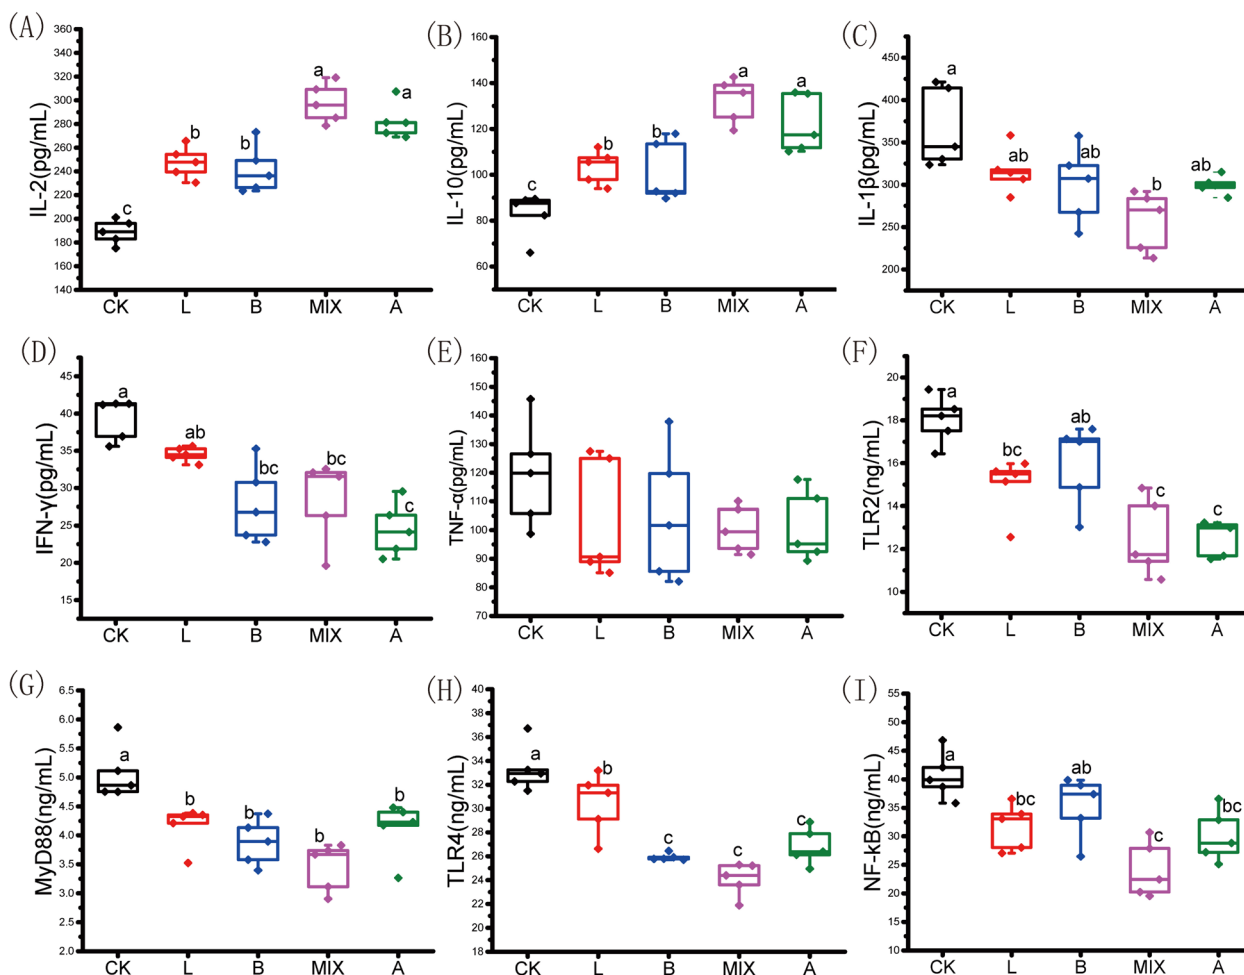 (A)
IL-2(pg/mL)
360
340
320
300
280
260
240
220
200
180
160
140
c
b
b
a
a
CK L B MIX A
(B)
IL-10(pg/mL)
160
140
120
100
80
60
c
b
b
a
a
CK L B MIX A
(C)
IL-1β(pg/mL)
450
400
350
300
350
300
a
ab
ab
b
ab
CK L B MIX A
(D)
IFN-γ(pg/mL)
45
40
35
30
25
20
15
a
ab
bc
bc
c
CK L B MIX A
(E)
TNF-α(pg/mL)
160
150
140
130
120
110
100
90
80
70
CK L B MIX A
(F)
TLR2(ng/mL)
20
18
16
14
12
10
a
bc
ab
c
c
CK L B MIX A
(G)
MyD88(ng/mL)
6.5
6.0
5.5
5.0
4.5
4.0
3.5
3.0
2.5
2.0
a
b
b
b
b
CK L B MIX A
(H)
TLR4(ng/mL)
40
38
36
34
32
30
28
26
24
22
20
18
a
b
c
c
c
CK L B MIX A
(I)
NF-kB(ng/mL)
55
50
45
40
35
30
25
20
15
10
a
bc
ab
c
bc
CK L B MIX A